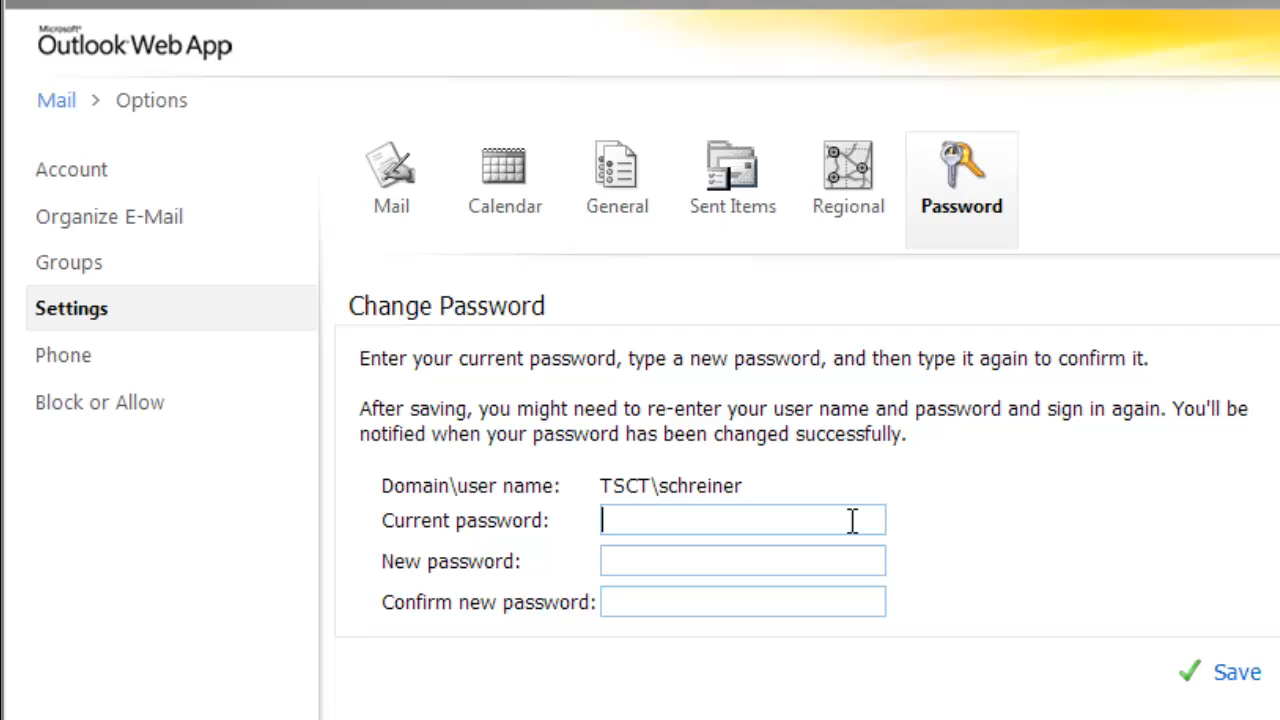 Microsoft®
Outlook Web App
Mail > Options
Account
Organize E-Mail
Groups
Settings
Phone
Block or Allow
Mail
Calendar
General
Sent Items
Regional
Password
Change Password
Enter your current password, type a new password, and then type it again to confirm it.
After saving, you might need to re-enter your user name and password and sign in again. You'll be
notified when your password has been changed successfully.
Domain\user name: TSCT\schreiner
Current password:
New password:
Confirm new password:
Save